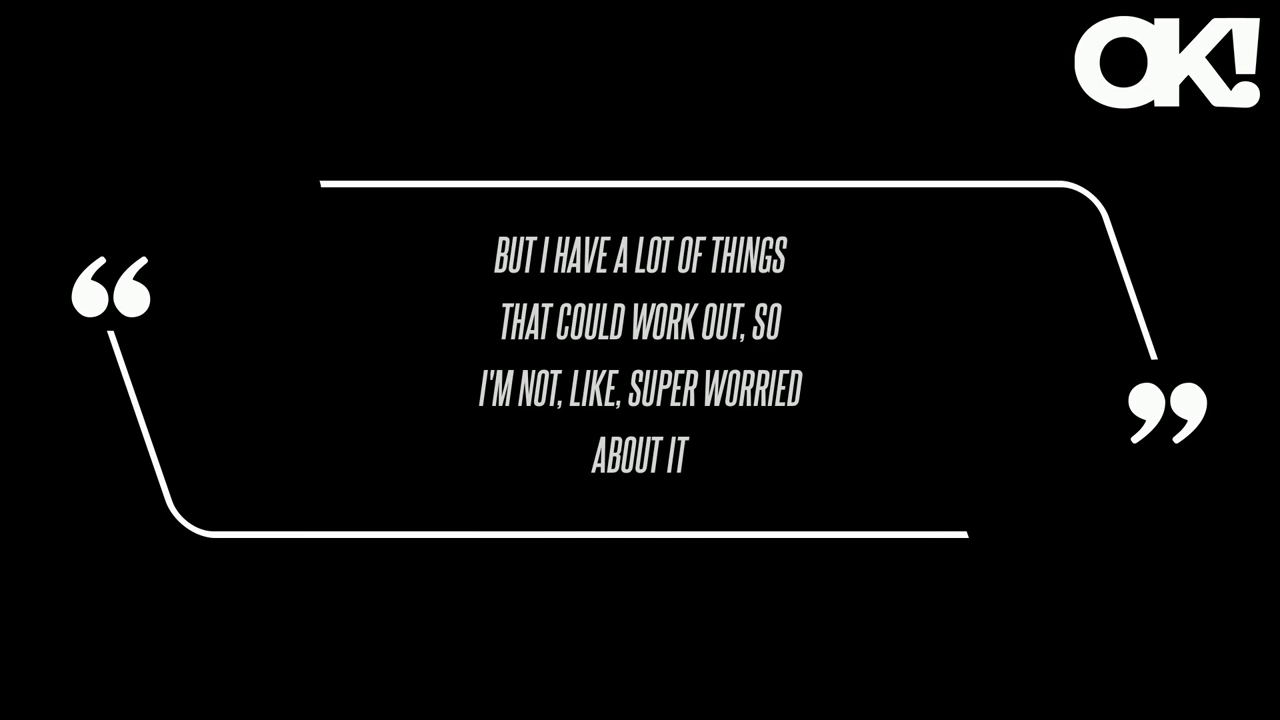 OK!
BUT I HAVE A LOT OF THINGS
THAT COULD WORK OUT, SO
I'M NOT, LIKE, SUPER WORRIED
ABOUT IT